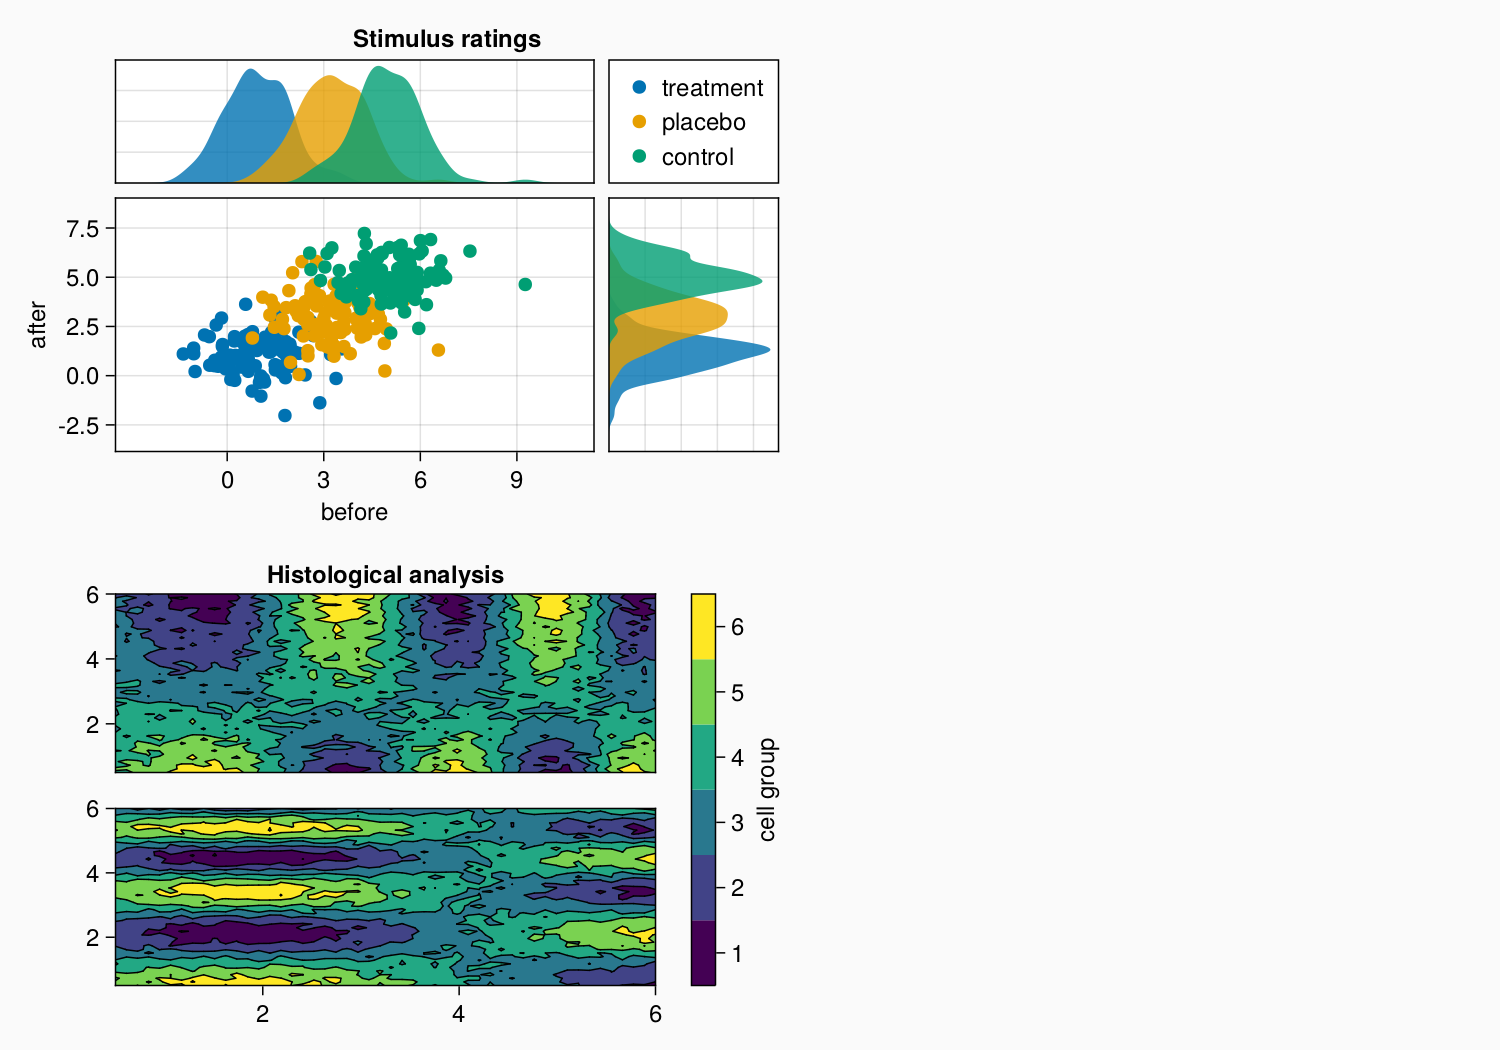 Stimulus ratings
treatment
placebo
control
7.5
5.0
2.5
0.0
-2.5
after
0 3 6 9
before
Histological analysis
6
4
2
6
4
2
2 4 6
6
5
4
3
2
1
cell group